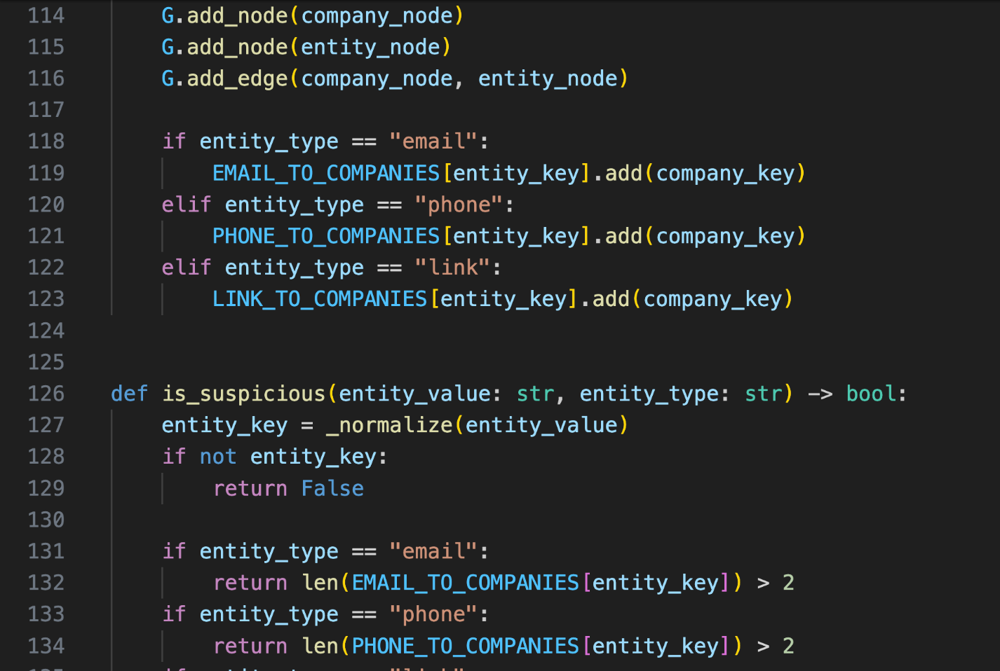 114 G.add_node(company_node)
115 G.add_node(entity_node)
116 G.add_edge(company_node, entity_node)
117
118 if entity_type == "email":
119 EMAIL_TO_COMPANIES[entity_key].add(company_key)
120 elif entity_type == "phone":
121 PHONE_TO_COMPANIES[entity_key].add(company_key)
122 elif entity_type == "link":
123 LINK_TO_COMPANIES[entity_key].add(company_key)
124
125
126 def is_suspicious(entity_value: str, entity_type: str) -> bool:
127 entity_key = _normalize(entity_value)
128 if not entity_key:
129 return False
130
131 if entity_type == "email":
132 return len(EMAIL_TO_COMPANIES[entity_key]) > 2
133 if entity_type == "phone":
134 return len(PHONE_TO_COMPANIES[entity_key]) > 2